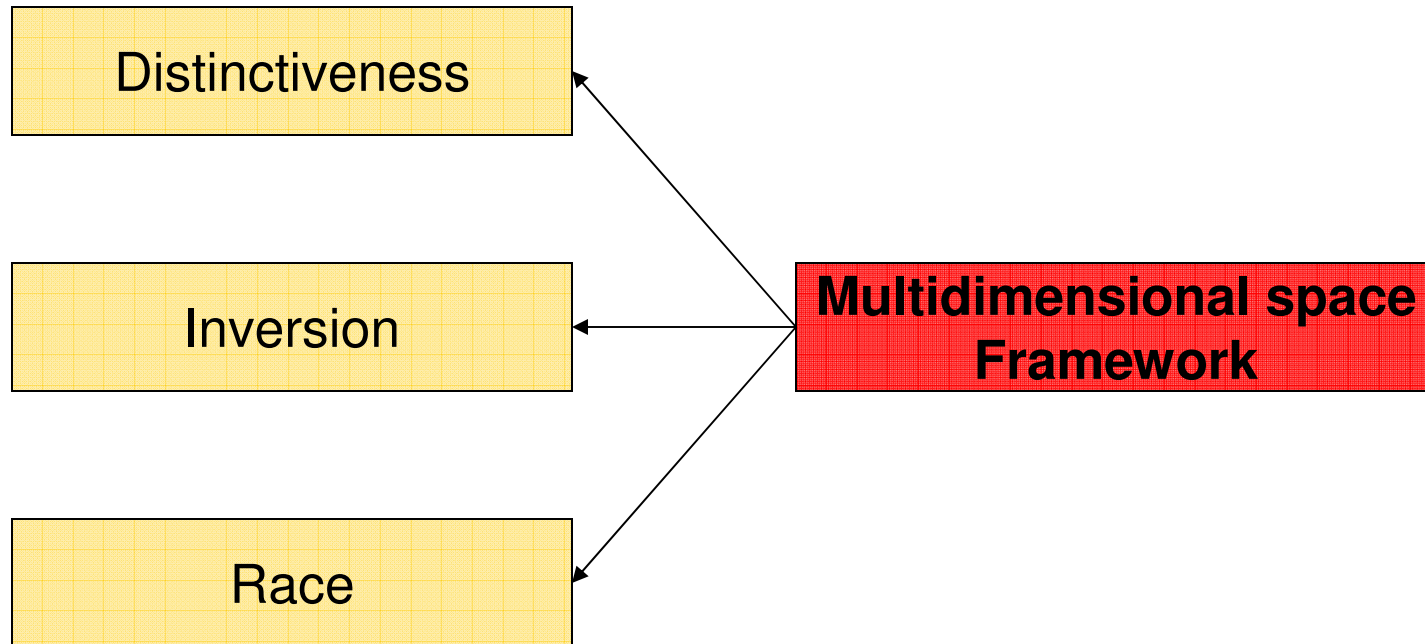 Distinctiveness
Inversion
Multidimensional space
Framework
Race